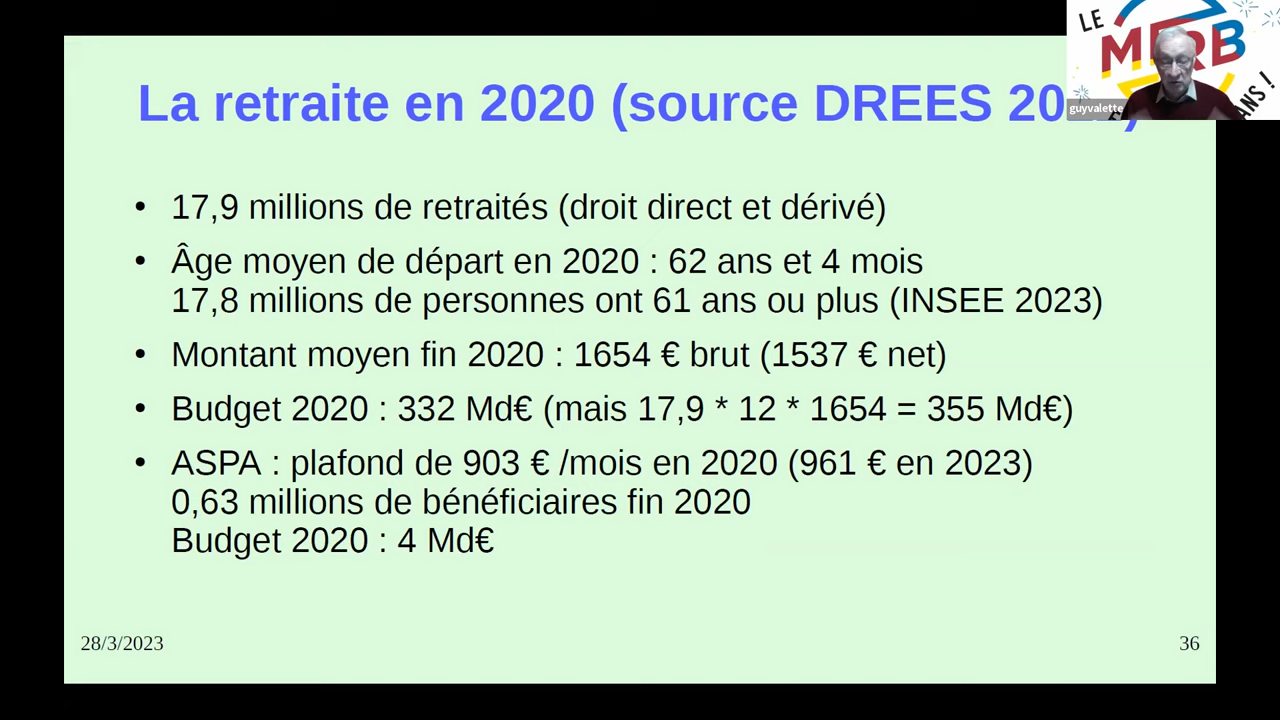 LE
MFRB
ANS !
guyvalette
La retraite en 2020 (source DREES
• 17,9 millions de retraités (droit direct et dérivé)
• Âge moyen de départ en 2020 : 62 ans et 4 mois
17,8 millions de personnes ont 61 ans ou plus (INSEE 2023)
• Montant moyen fin 2020 : 1654 € brut (1537 € net)
• Budget 2020 : 332 Md€ (mais 17,9 * 12 * 1654 = 355 Md€)
• ASPA : plafond de 903 € /mois en 2020 (961 € en 2023)
0,63 millions de bénéficiaires fin 2020
Budget 2020 : 4 Md€
28/3/2023
36